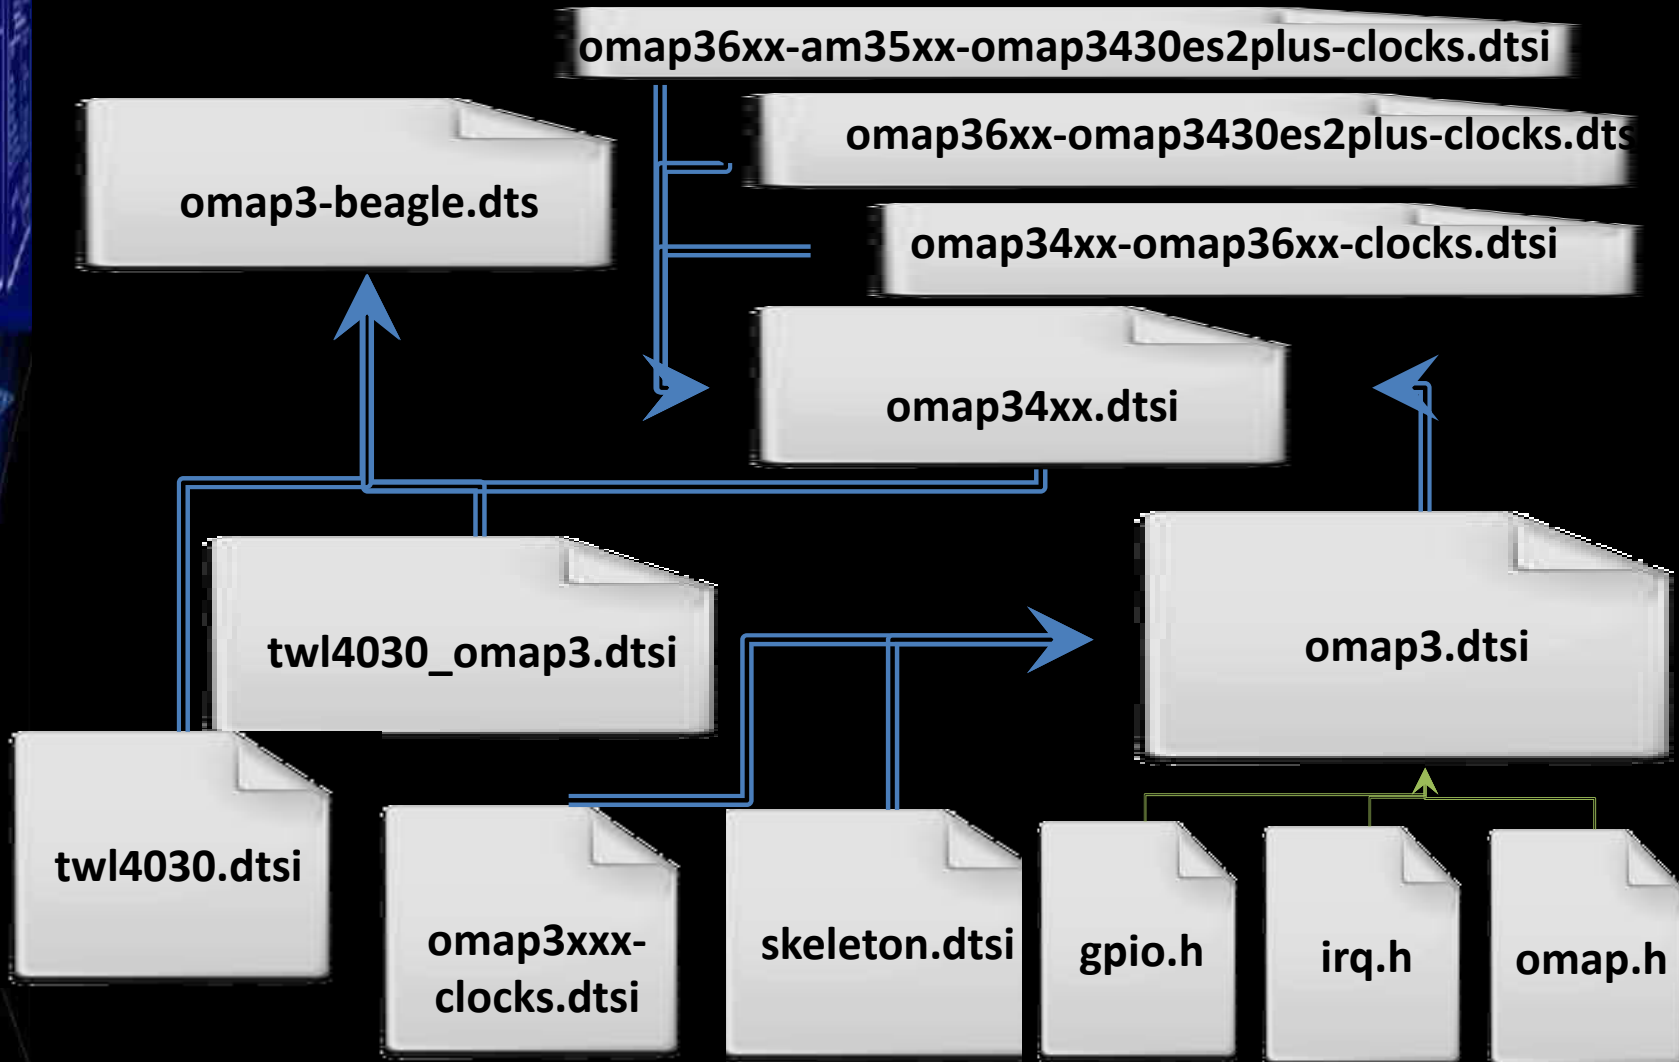 omap36xx-am35xx-omap3430es2plus-clocks.dtsi
omap36xx-omap3430es2plus-clocks.dts
omap3-beagle.dts
omap34xx-omap36xx-clocks.dtsi
omap34xx.dtsi
twl4030_omap3.dtsi
omap3.dtsi
twl4030.dtsi
omap3xxx-
clocks.dtsi
skeleton.dtsi
gpio.h
irq.h
omap.h